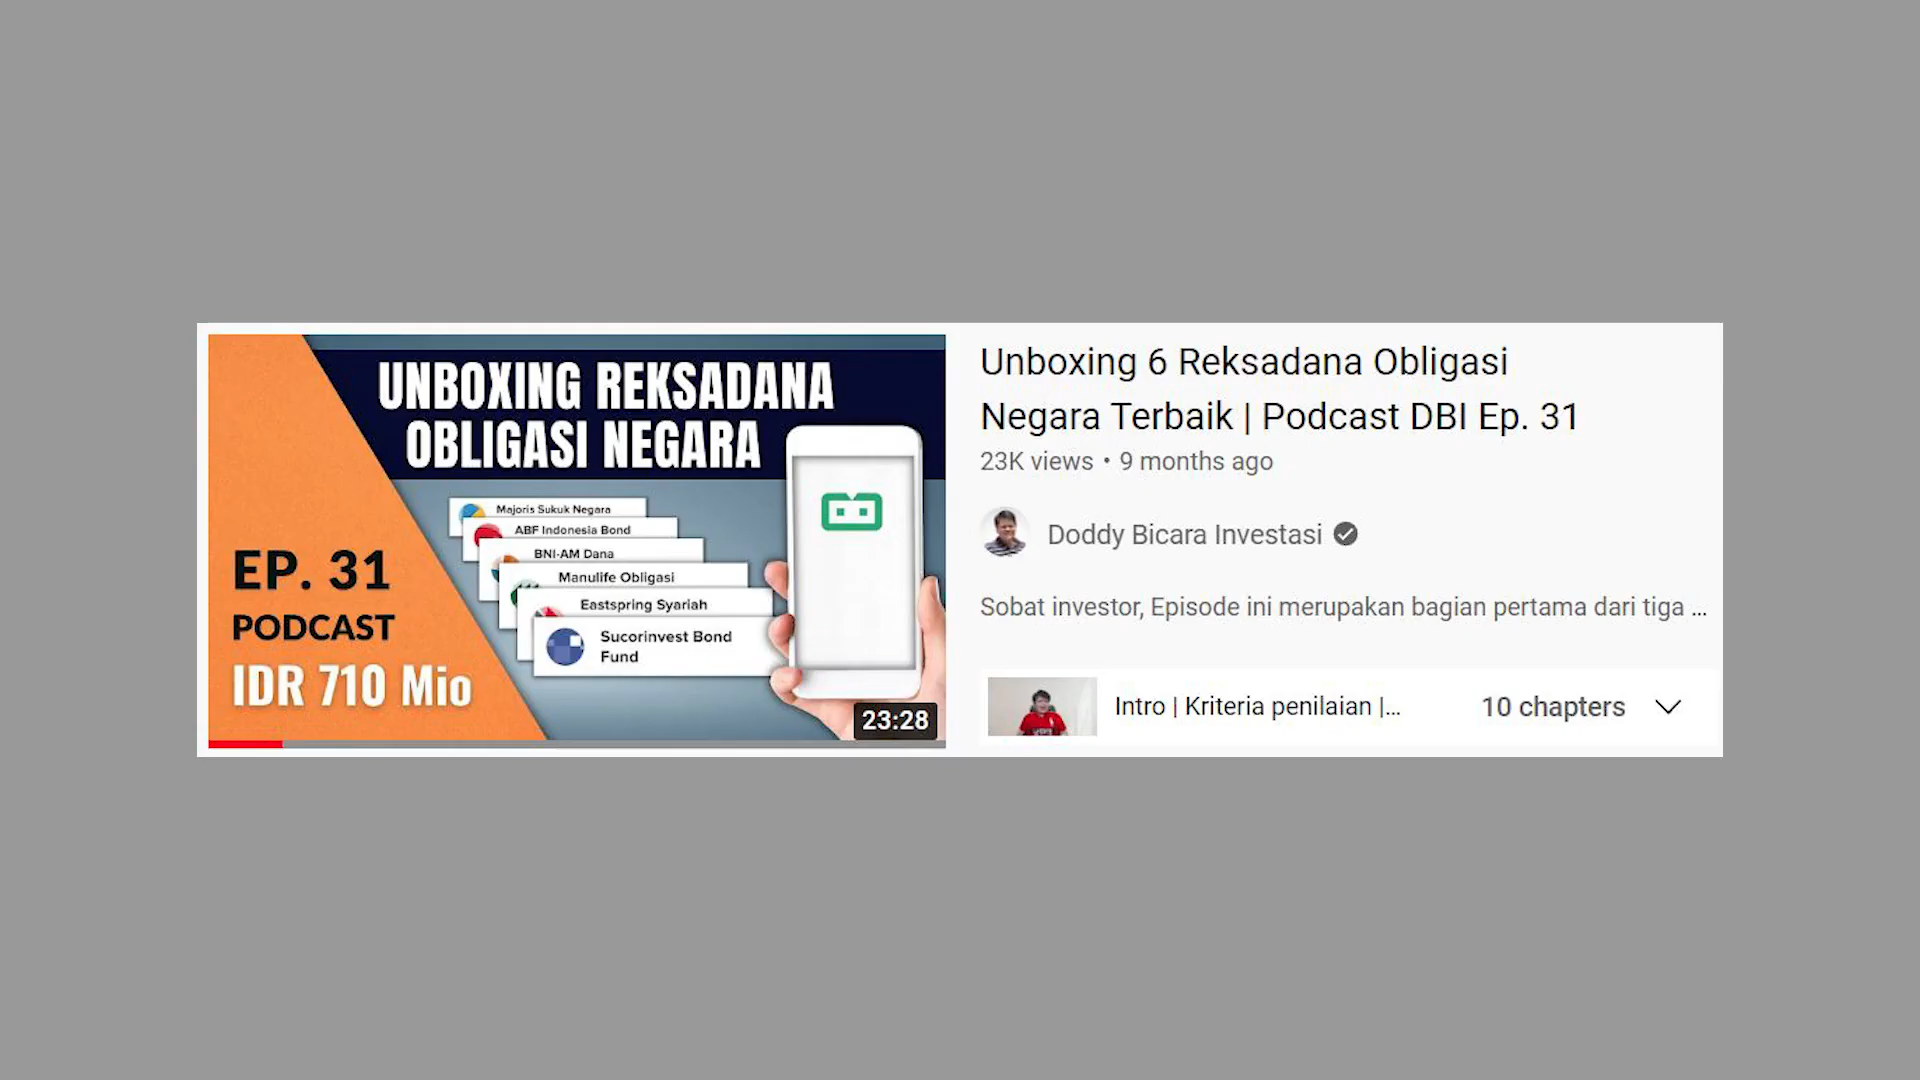 UNBOXING REKSADANA
OBLIGASI NEGARA
Majoris Sukuk Negara
ABF Indonesia Bond
BNI-AM Dana
Manulife Obligasi
Eastspring Syariah
Sucorinvest Bond
Fund
EP. 31
PODCAST
IDR 710 Mio
23:28
Unboxing 6 Reksadana Obligasi
Negara Terbaik | Podcast DBI Ep. 31
23K views • 9 months ago
Doddy Bicara Investasi
Sobat investor, Episode ini merupakan bagian pertama dari tiga ...
Intro | Kriteria penilaian |...
10 chapters